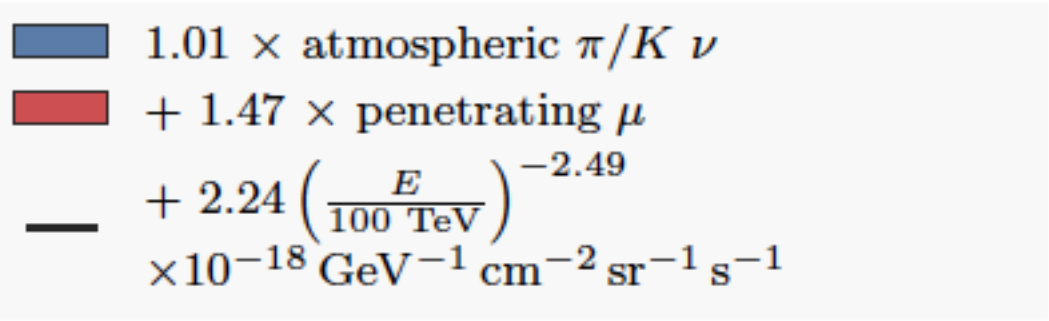 1.01 × atmospheric π/K ν
+ 1.47 × penetrating μ
+ 2.24 (E/100 TeV)^−2.49
×10^−18 GeV^−1 cm^−2 sr^−1 s^−1